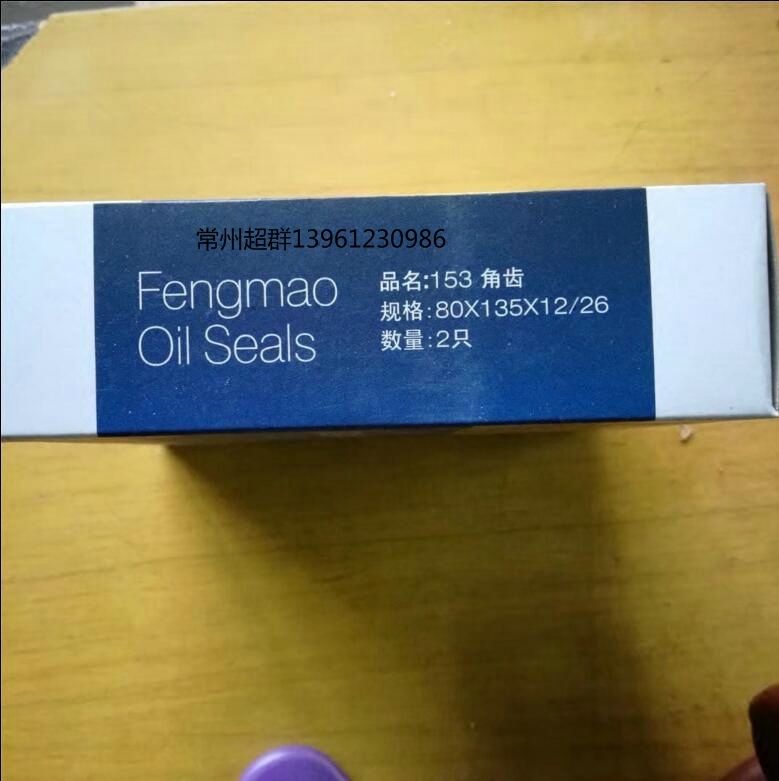 常州超群13961230986
Fengmao
Oil Seals
品名:153 角齿
规格:80X135X12/26
数量:2只